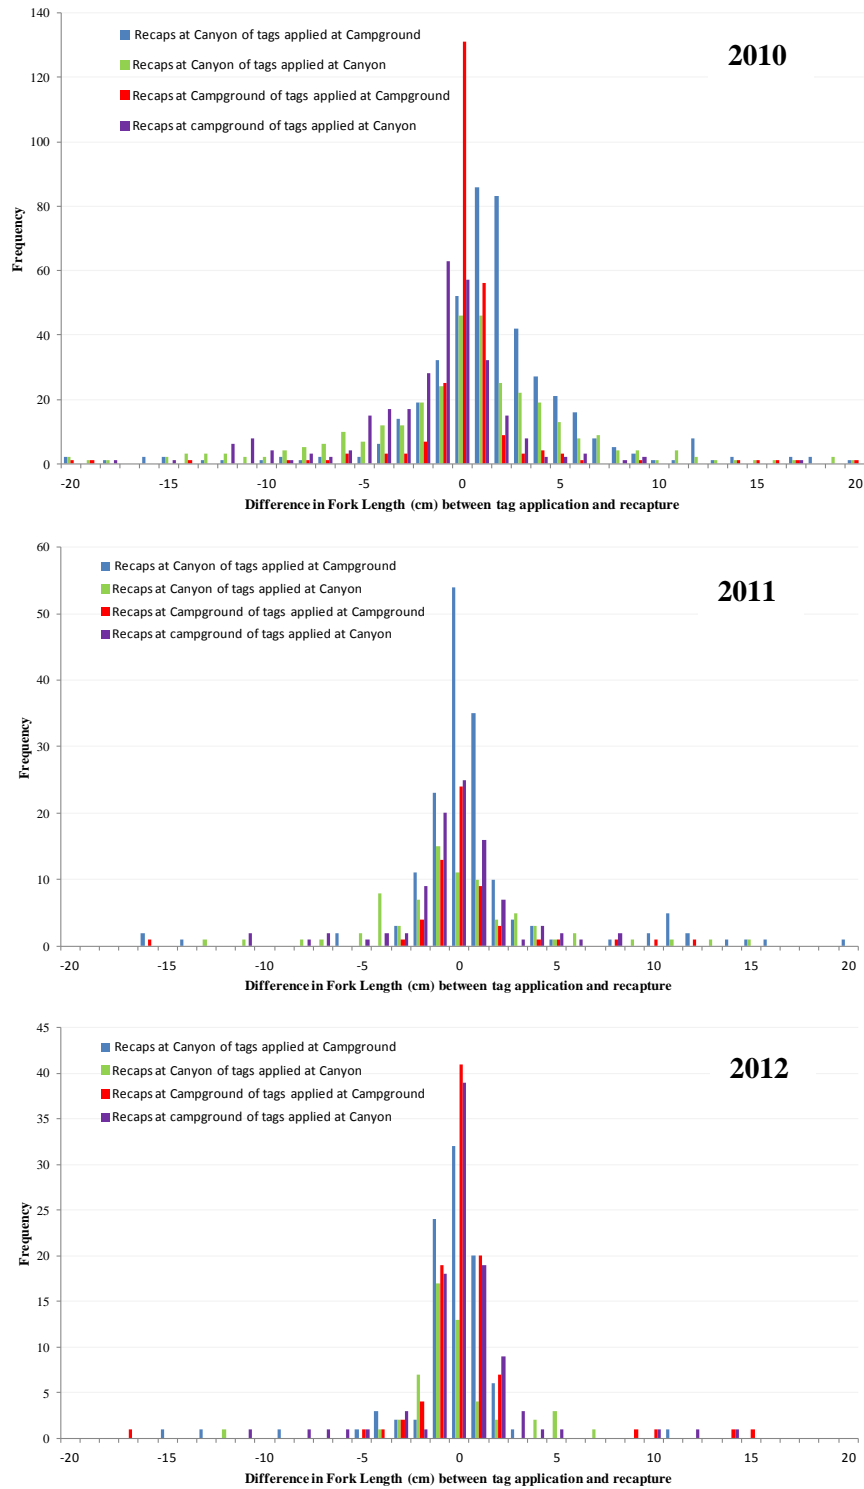 140
120
100
80
60
40
20
0
Frequency
Recaps at Canyon of tags applied at Campground
Recaps at Canyon of tags applied at Canyon
Recaps at Campground of tags applied at Campground
Recaps at campground of tags applied at Canyon
2010
-20 -15 -10 -5 0 5 10 15 20
Difference in Fork Length (cm) between tag application and recapture
60
50
40
30
20
10
0
Frequency
Recaps at Canyon of tags applied at Campground
Recaps at Canyon of tags applied at Canyon
Recaps at Campground of tags applied at Campground
Recaps at campground of tags applied at Canyon
2011
-20 -15 -10 -5 0 5 10 15 20
Difference in Fork Length (cm) between tag application and recapture
45
40
35
30
25
20
15
10
5
0
Frequency
Recaps at Canyon of tags applied at Campground
Recaps at Canyon of tags applied at Canyon
Recaps at Campground of tags applied at Campground
Recaps at campground of tags applied at Canyon
2012
-20 -15 -10 -5 0 5 10 15 20
Difference in Fork Length (cm) between tag application and recapture